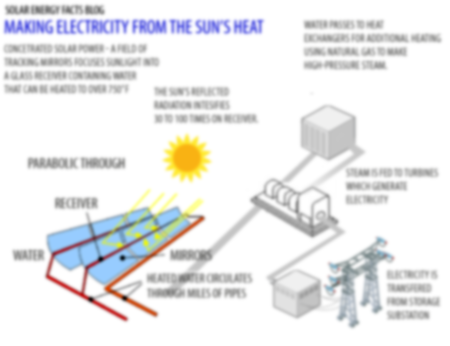 SOLAR ENERGY FACTS BLOG
MAKING ELECTRICITY FROM THE SUN'S HEAT
CONCETRATED SOLAR POWER - A FIELD OF
TRACKING MIRRORS FOCUSES SUNLIGHT INTO
A GLASS RECEIVER CONTAINING WATER
THAT CAN BE HEATED TO OVER 750°F
WATER PASSES TO HEAT
EXCHANGERS FOR ADDITIONAL HEATING
USING NATURAL GAS TO MAKE
HIGH-PRESSURE STEAM.
THE SUN'S REFLECTED
RADIATION INTESIFIES
30 TO 100 TIMES ON RECEIVER.
PARABOLIC THROUGH
STEAM IS FED TO TURBINES
WHICH GENERATE
ELECTRICITY
RECEIVER
WATER
MIRRORS
HEATED WATER CIRCULATES
THROUGH MILES OF PIPES
ELECTRICITY IS
TRANSFERED
FROM STORAGE
SUBSTATION